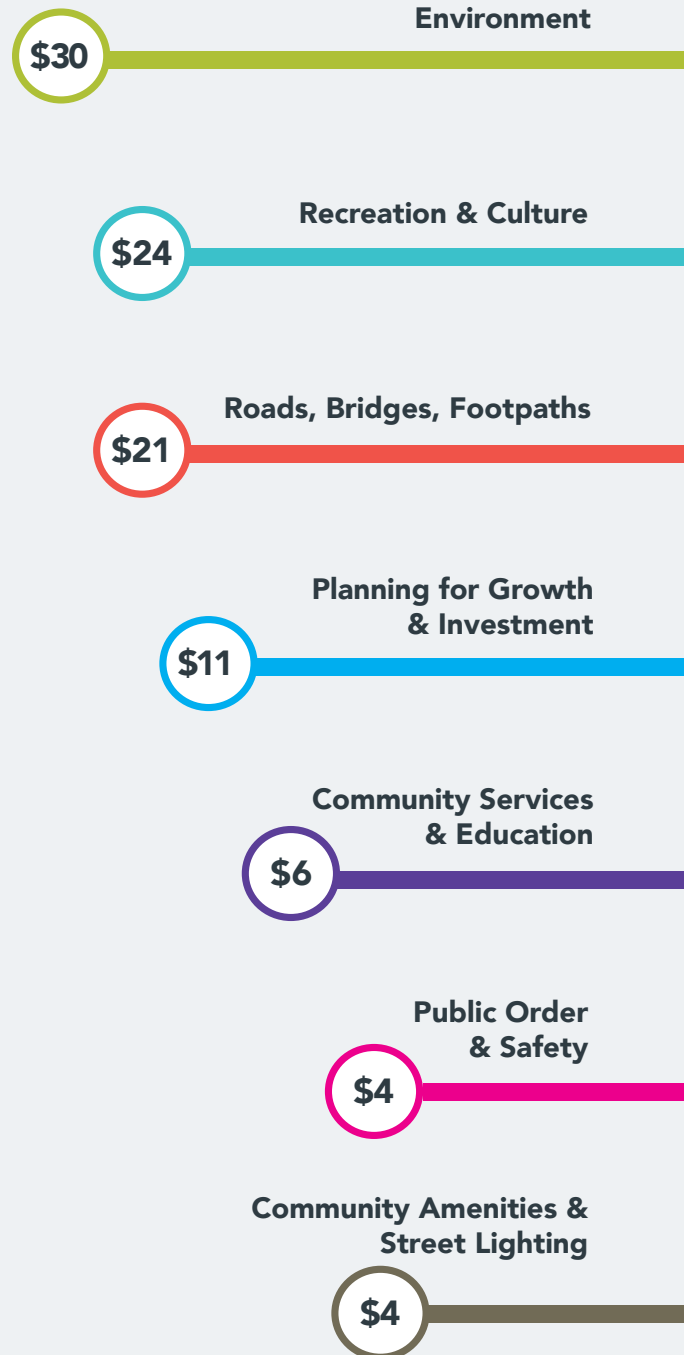 Environment
$30
Recreation & Culture
$24
Roads, Bridges, Footpaths
$21
Planning for Growth
& Investment
$11
Community Services
& Education
$6
Public Order
& Safety
$4
Community Amenities &
Street Lighting
$4